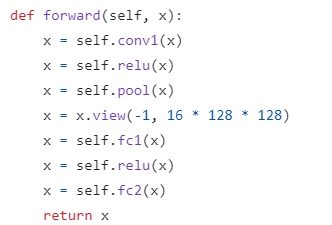 def forward(self, x):
    x = self.conv1(x)
    x = self.relu(x)
    x = self.pool(x)
    x = x.view(-1, 16 * 128 * 128)
    x = self.fc1(x)
    x = self.relu(x)
    x = self.fc2(x)
    return x